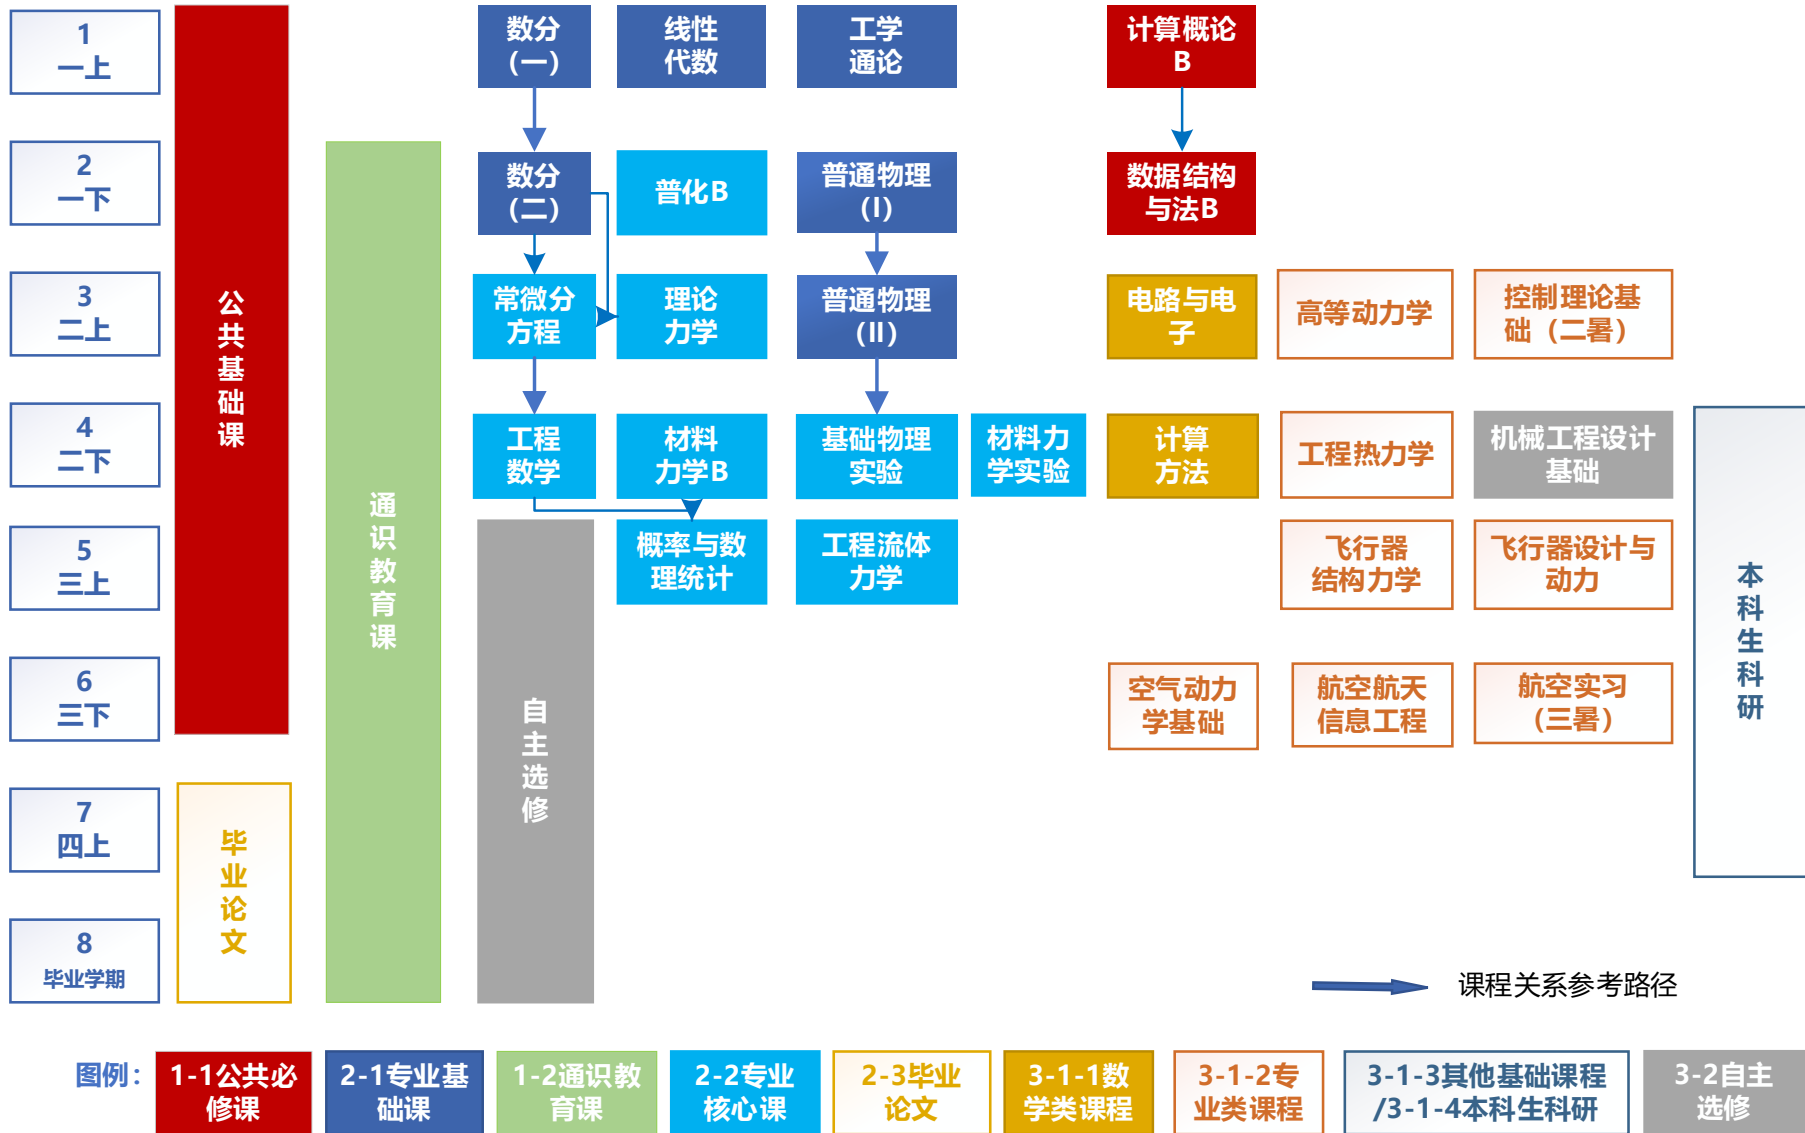 1
一上
数分
(一)
线性
代数
工学
通论
计算概论
B
2
一下
数分
(二)
普化B
普通物理
(I)
数据结构
与法B
3
二上
常微分
方程
理论
力学
普通物理
(II)
电路与电
子
高等动力学
控制理论基
础（二暑）
公
共
基
础
课
4
二下
工程
数学
材料
力学B
基础物理
实验
材料力
学实验
计算
方法
工程热力学
机械工程设计
基础
通
识
教
育
课
5
三上
概率与数
理统计
工程流体
力学
飞行器
结构力学
飞行器设计与
动力
本
科
生
科
研
6
三下
自
主
选
修
空气动力
学基础
航空航天
信息工程
航空实习
（三暑）
7
四上
毕
业
论
文
8
毕业学期
课程关系参考路径
图例：
1-1公共必
修课
2-1专业基
础课
1-2通识教
育课
2-2专业
核心课
2-3毕业
论文
3-1-1数
学类课程
3-1-2专
业类课程
3-1-3其他基础课程
/3-1-4本科生科研
3-2自主
选修